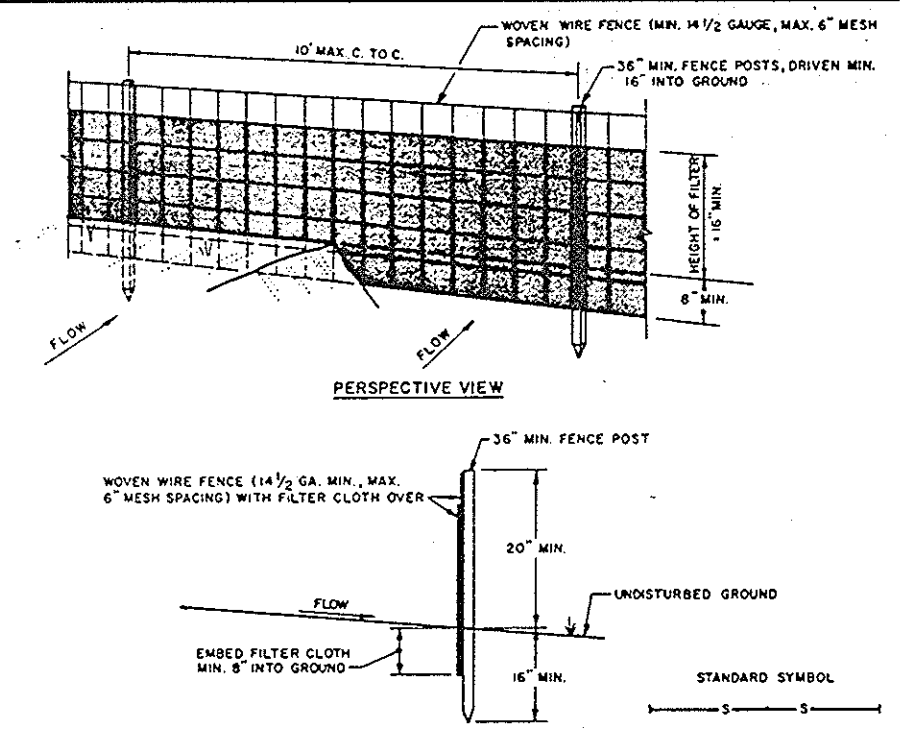 WOVEN WIRE FENCE (MIN. 14 1/2 GAUGE, MAX. 6" MESH
SPACING)
10' MAX. C. TO C.
36" MIN. FENCE POSTS, DRIVEN MIN.
16" INTO GROUND
HEIGHT OF FILTER
= 16" MIN.
8" MIN.
FLOW
FLOW
PERSPECTIVE VIEW
36" MIN. FENCE POST
WOVEN WIRE FENCE (14 1/2 GA. MIN., MAX.
6" MESH SPACING) WITH FILTER CLOTH OVER
20" MIN.
FLOW
UNDISTURBED GROUND
EMBED FILTER CLOTH
MIN. 8" INTO GROUND
16" MIN.
STANDARD SYMBOL
S S